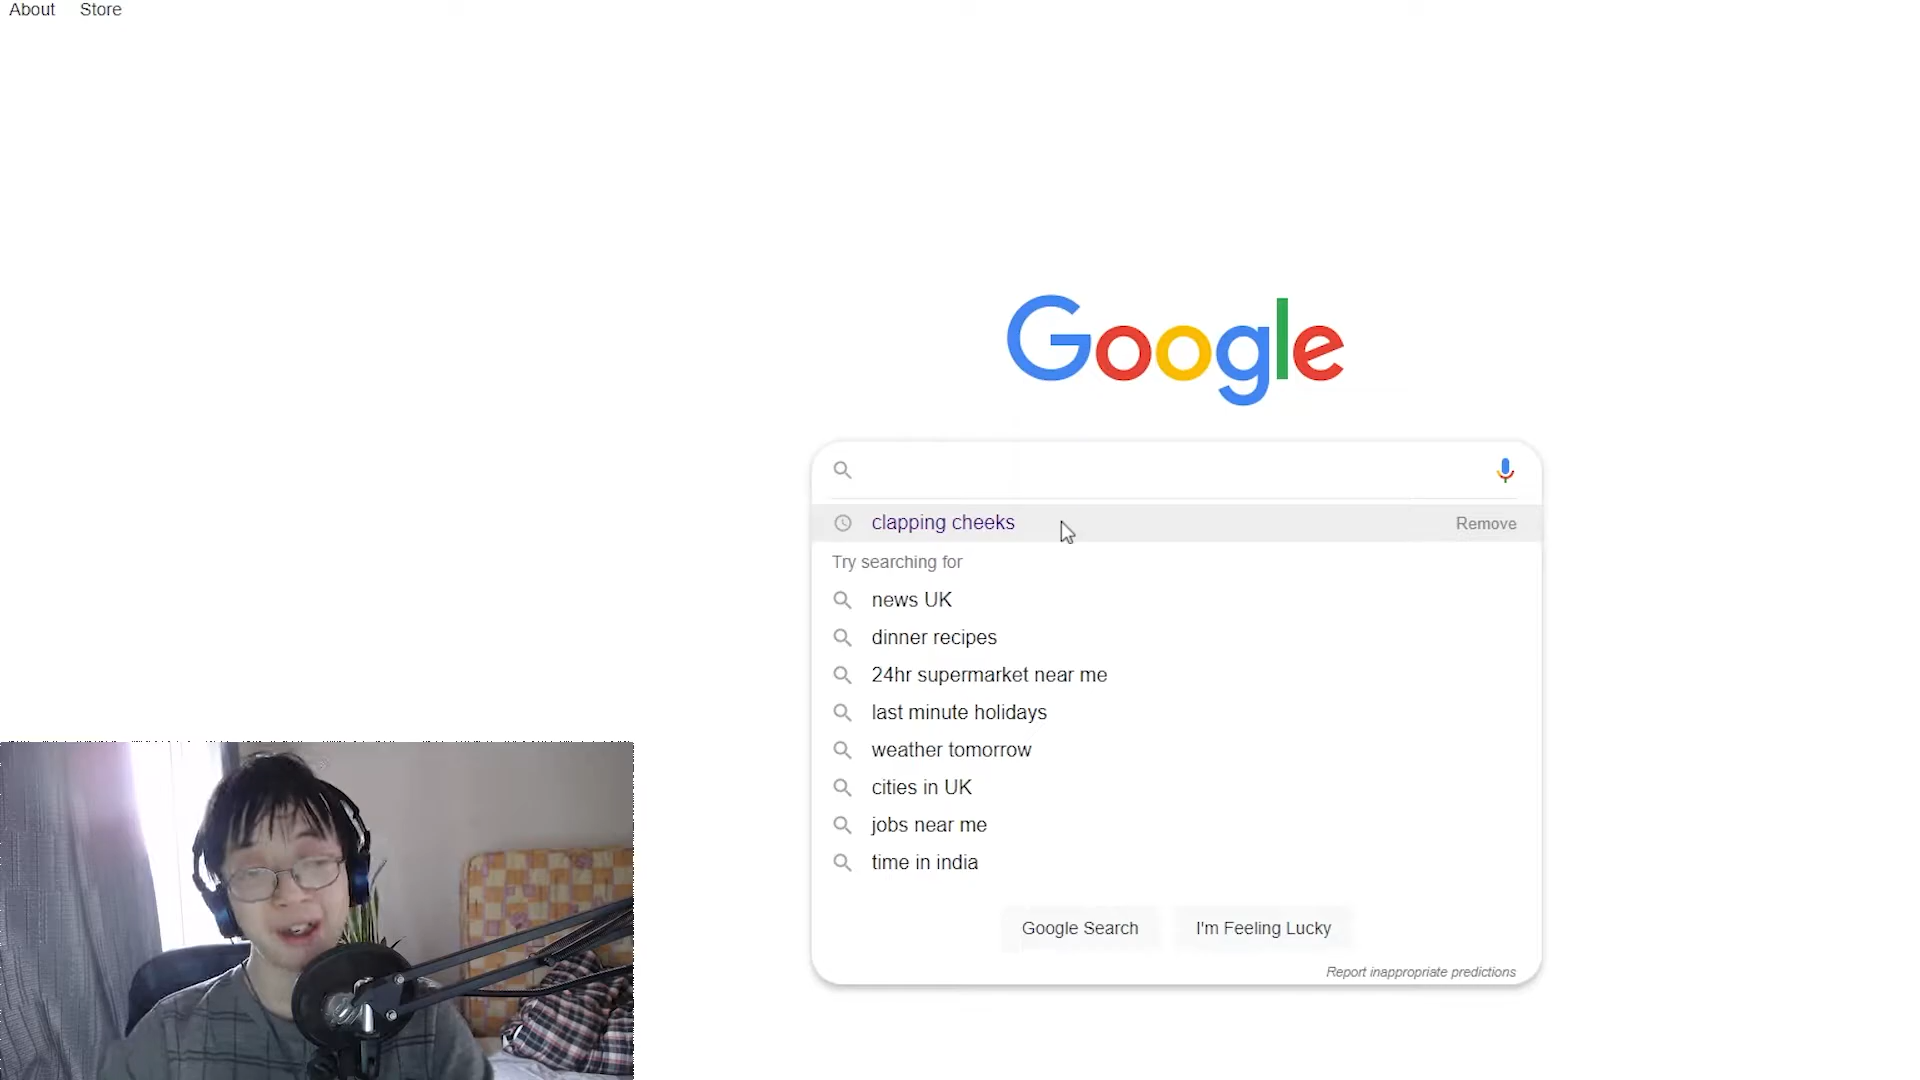 About Store
Google
clapping cheeks Remove
Try searching for
news UK
dinner recipes
24hr supermarket near me
last minute holidays
weather tomorrow
cities in UK
jobs near me
time in india
Google Search I'm Feeling Lucky
Report inappropriate predictions